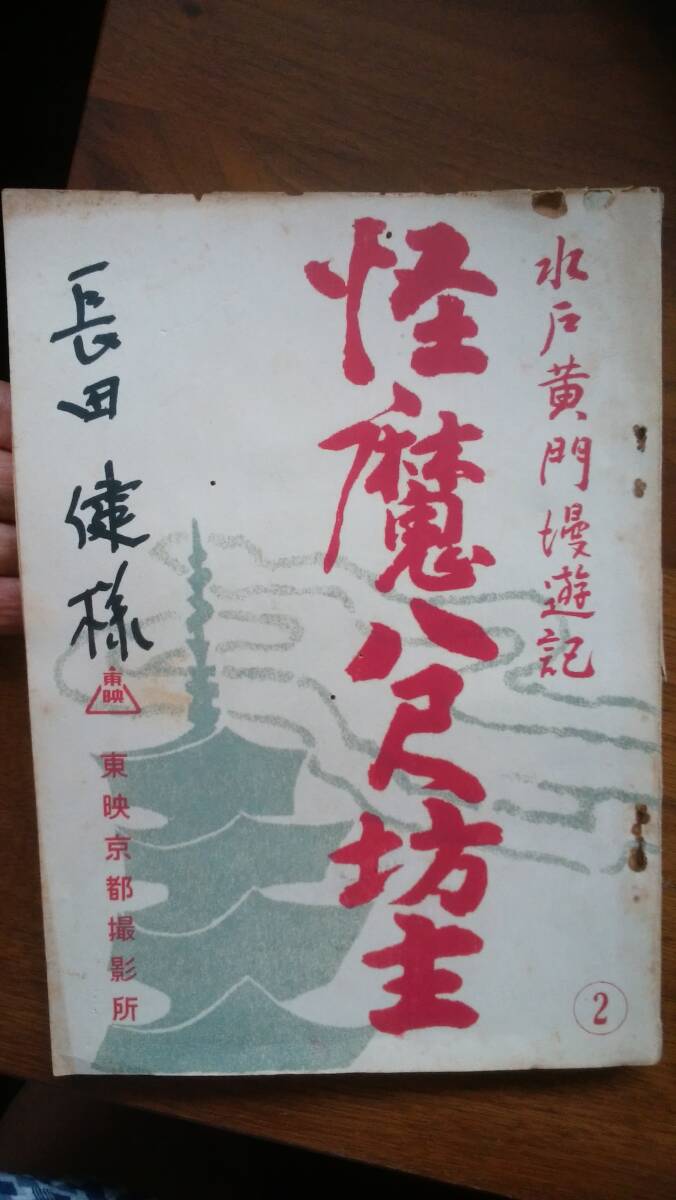 水戸黄門漫遊記
怪魔八尺坊主
長田健様
東映
東映京都撮影所
2